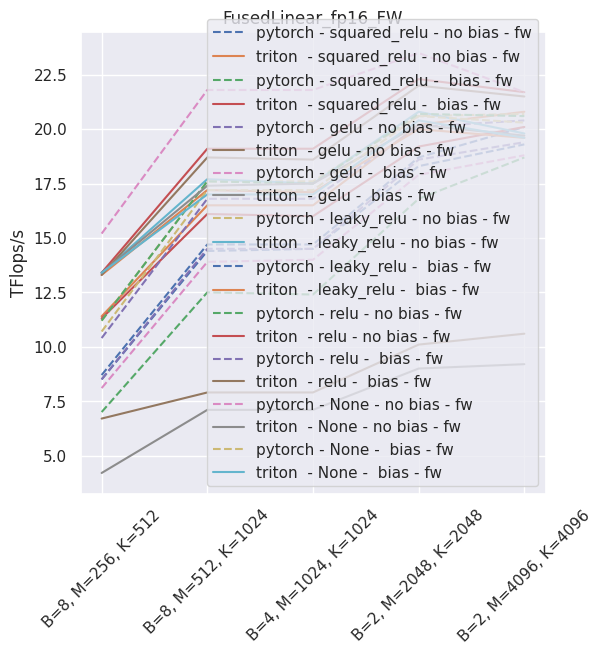 FusedLinear_fp16_FW
pytorch - squared_relu - no bias - fw
triton  - squared_relu - no bias - fw
pytorch - squared_relu -  bias - fw
triton  - squared_relu -  bias - fw
pytorch - gelu - no bias - fw
triton  - gelu - no bias - fw
pytorch - gelu -  bias - fw
triton  - gelu -  bias - fw
pytorch - leaky_relu - no bias - fw
triton  - leaky_relu - no bias - fw
pytorch - leaky_relu -  bias - fw
triton  - leaky_relu -  bias - fw
pytorch - relu - no bias - fw
triton  - relu - no bias - fw
pytorch - relu -  bias - fw
triton  - relu -  bias - fw
pytorch - None - no bias - fw
triton  - None - no bias - fw
pytorch - None -  bias - fw
triton  - None -  bias - fw
TFlops/s
22.5
20.0
17.5
15.0
12.5
10.0
7.5
5.0
B=8, M=256, K=512
B=8, M=512, K=1024
B=4, M=1024, K=1024
B=2, M=2048, K=2048
B=2, M=4096, K=4096